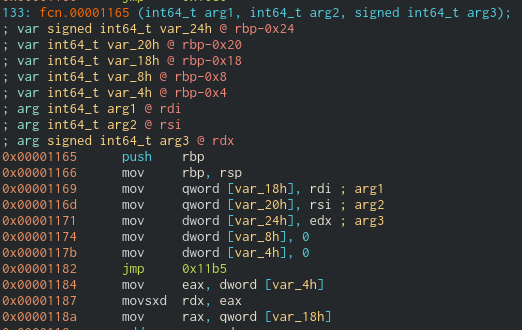 133: fcn.00001165 (int64_t arg1, int64_t arg2, signed int64_t arg3);
; var signed int64_t var_24h @ rbp-0x24
; var int64_t var_20h @ rbp-0x20
; var int64_t var_18h @ rbp-0x18
; var int64_t var_8h @ rbp-0x8
; var int64_t var_4h @ rbp-0x4
; arg int64_t arg1 @ rdi
; arg int64_t arg2 @ rsi
; arg signed int64_t arg3 @ rdx
0x00001165 push rbp
0x00001166 mov rbp, rsp
0x00001169 mov qword [var_18h], rdi ; arg1
0x0000116d mov qword [var_20h], rsi ; arg2
0x00001171 mov dword [var_24h], edx ; arg3
0x00001174 mov dword [var_8h], 0
0x0000117b mov dword [var_4h], 0
0x00001182 jmp 0x11b5
0x00001184 mov eax, dword [var_4h]
0x00001187 movsxd rdx, eax
0x0000118a mov rax, qword [var_18h]